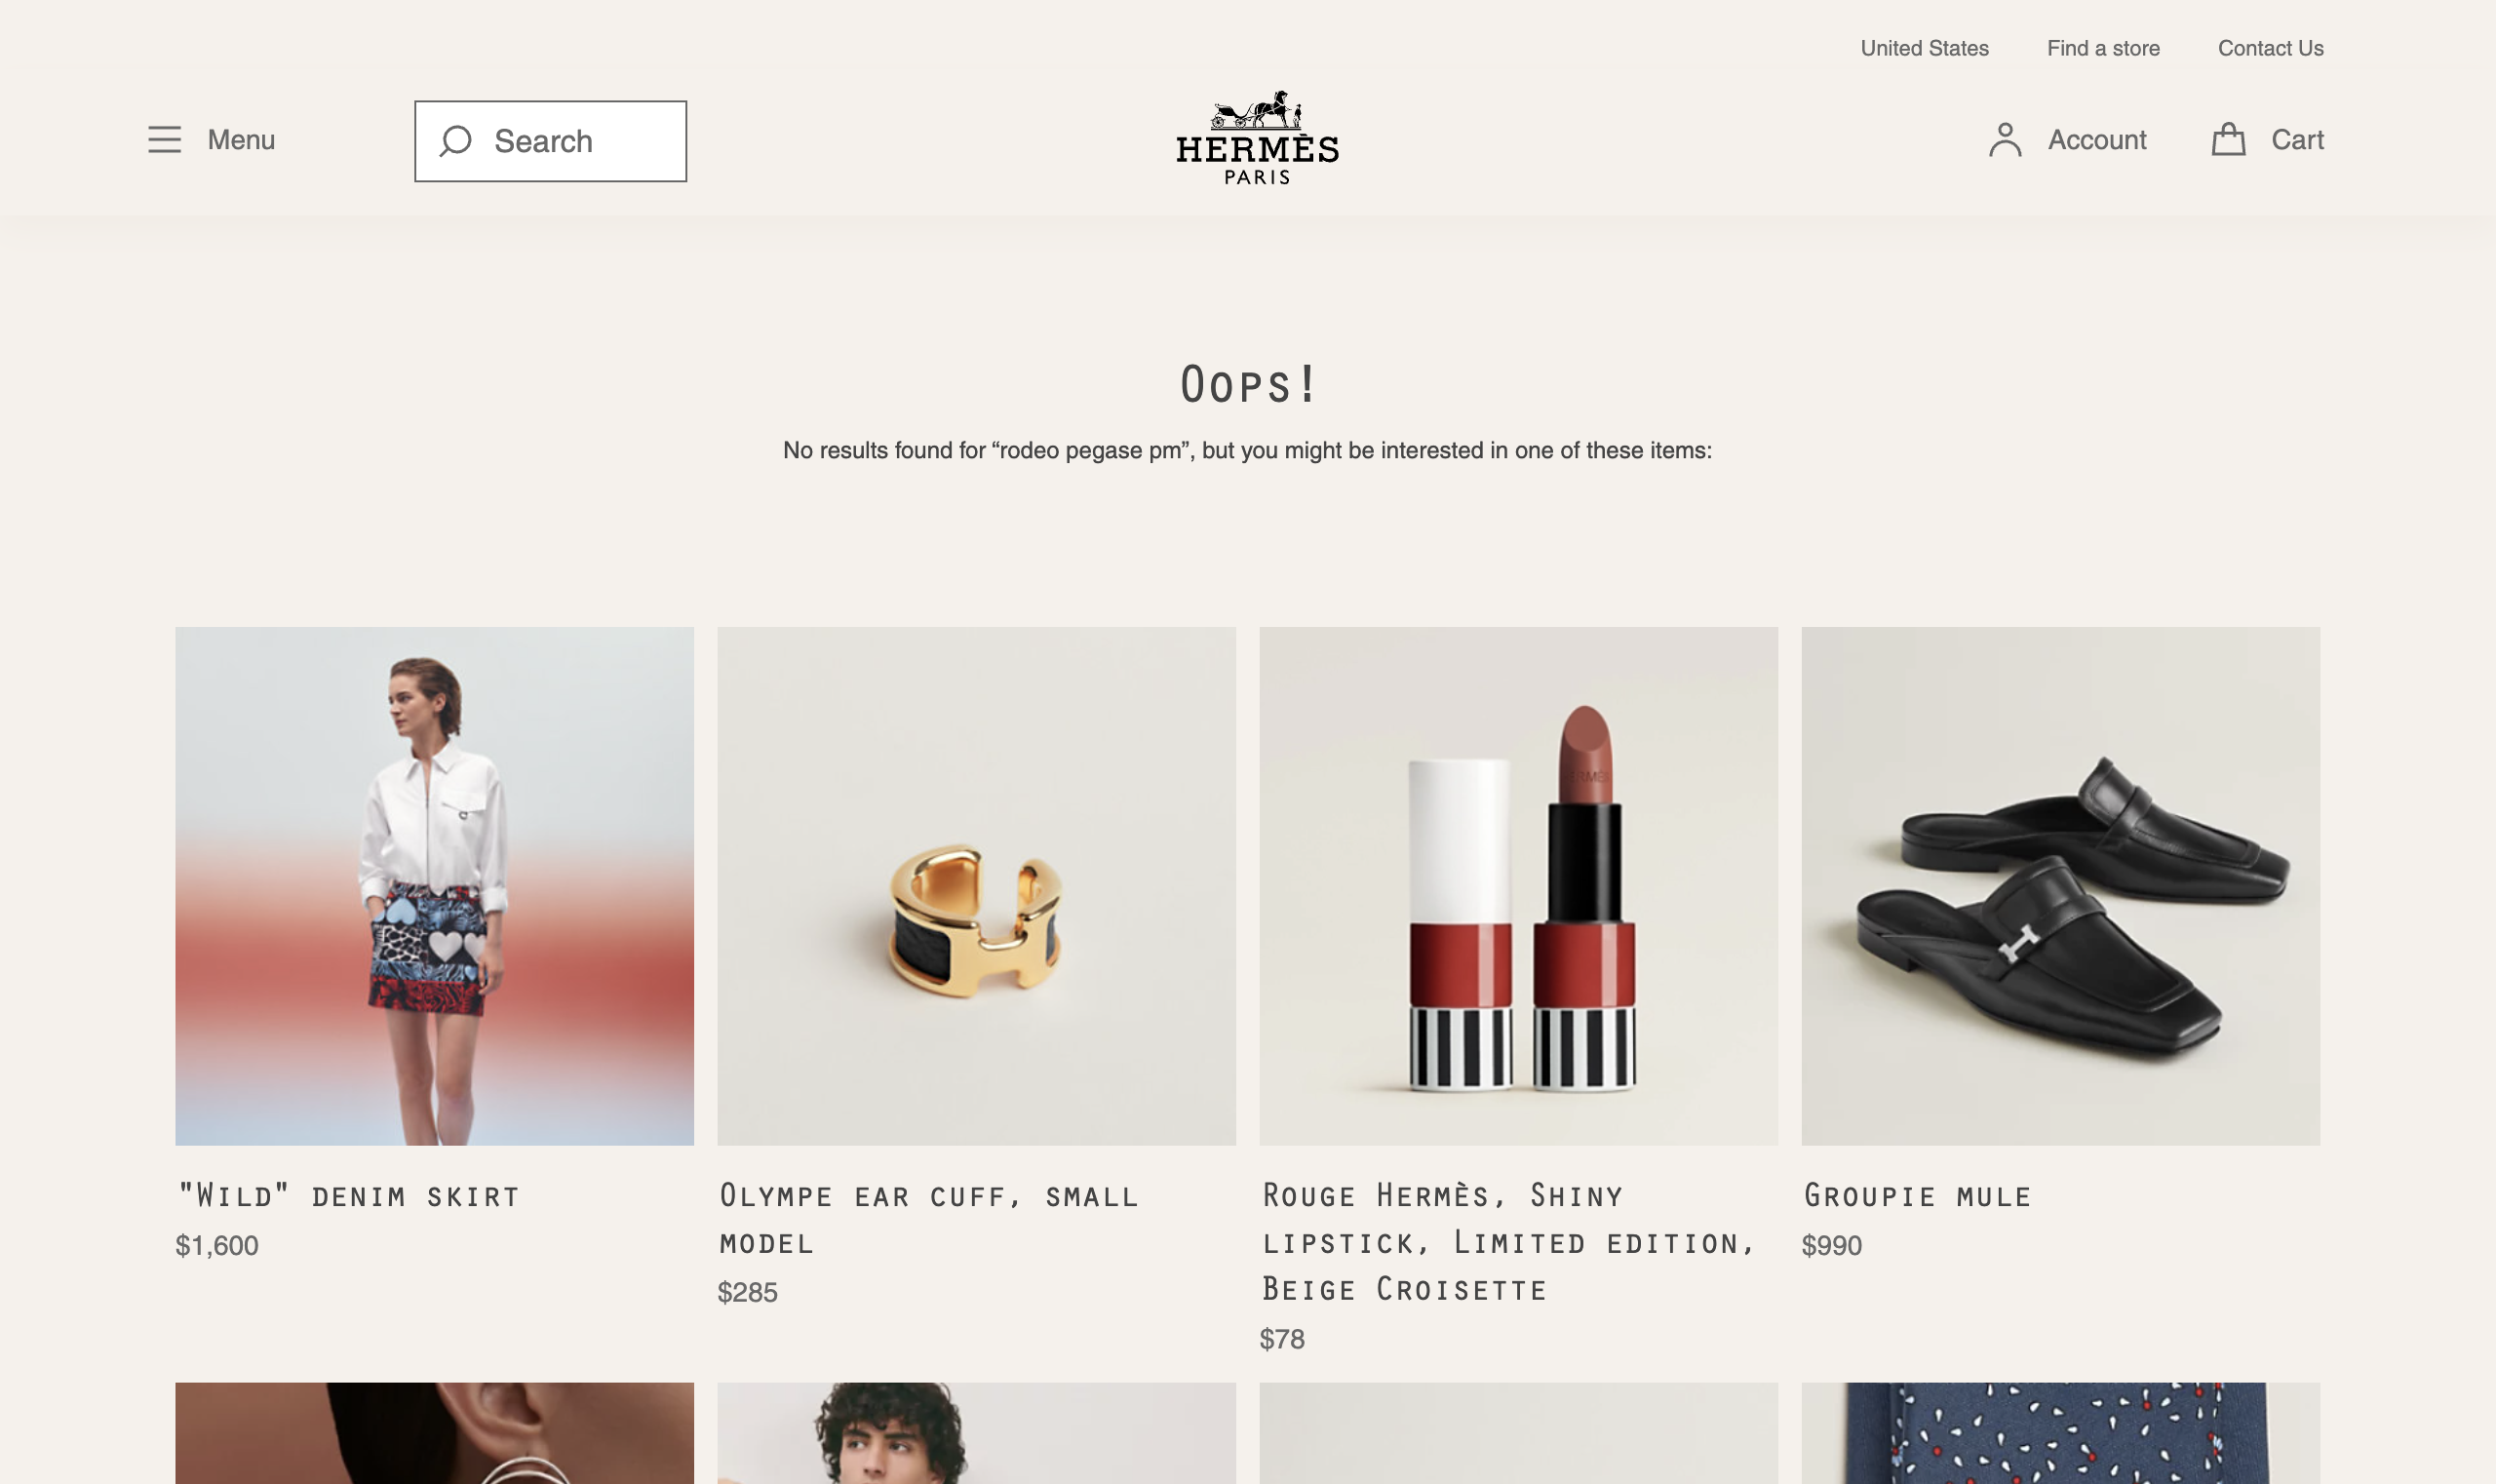 United States Find a store Contact Us
Menu Search HERMÈS Account Cart
PARIS
Oops!
No results found for “rodeo pegase pm”, but you might be interested in one of these items:
HERMÈS
"Wild" denim skirt
$1,600
Olympe ear cuff, small
model
$285
Rouge Hermès, Shiny
lipstick, Limited edition,
Beige Croisette
$78
Groupie mule
$990